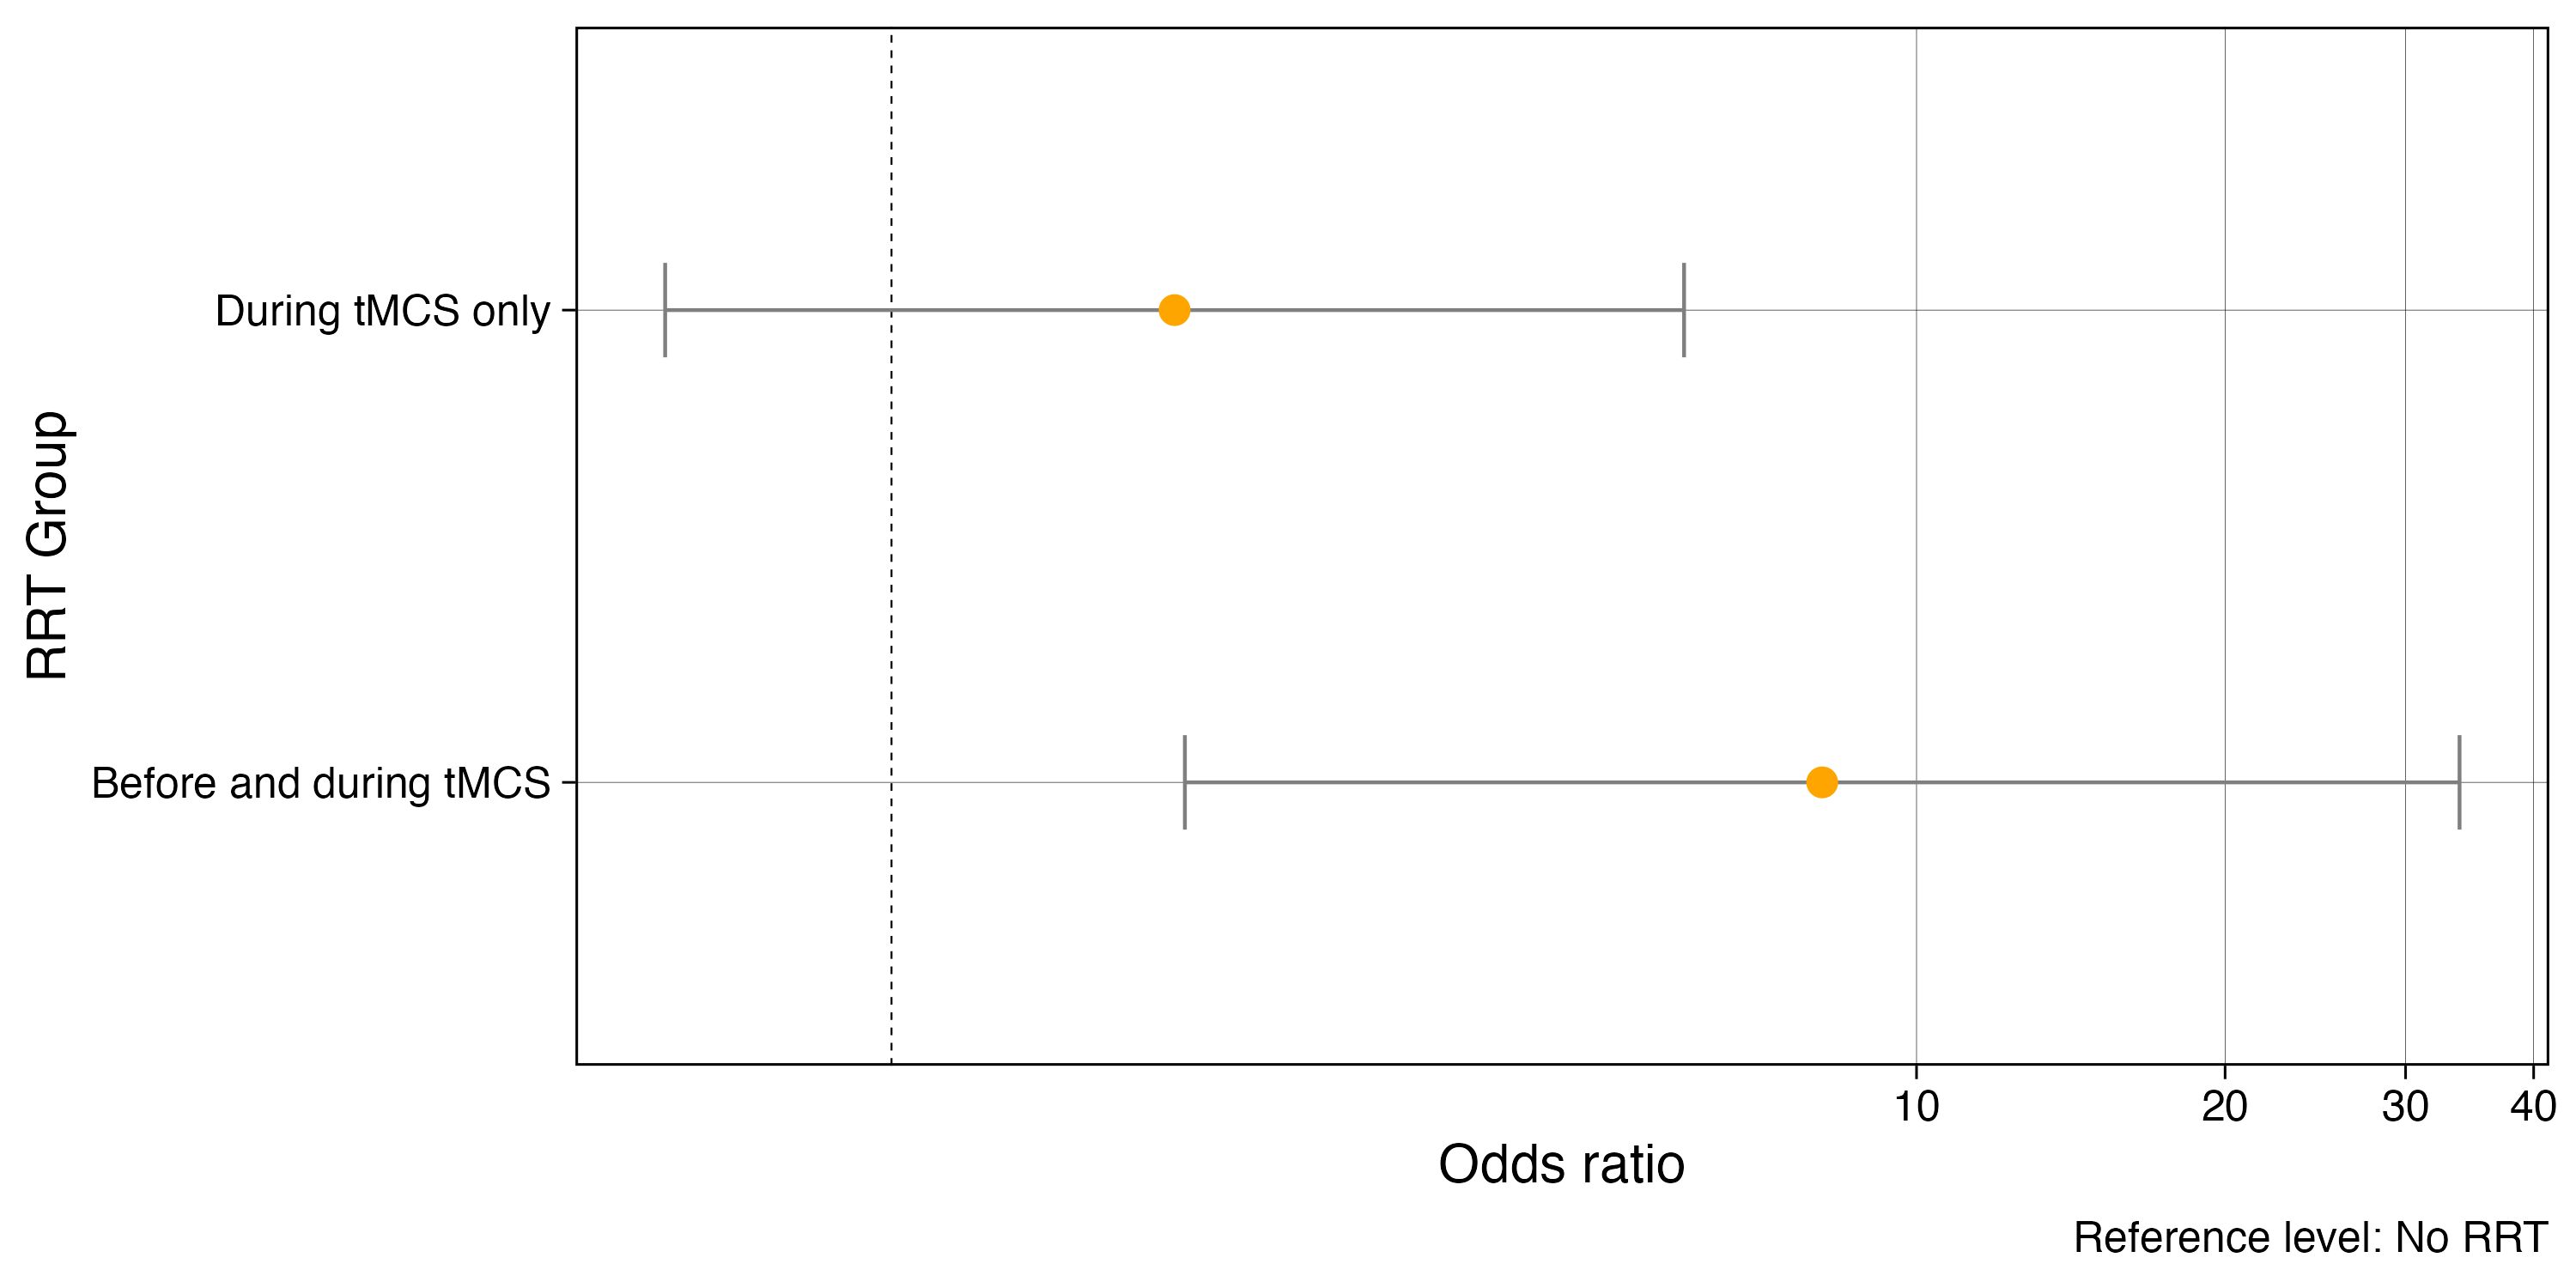 RRT Group
During tMCS only
Before and during tMCS
10 20 30 40
Odds ratio
Reference level: No RRT